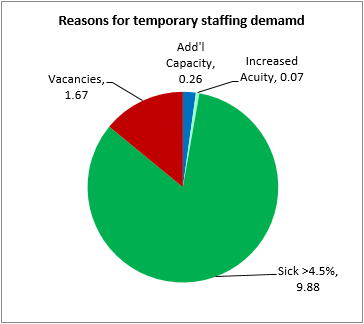 Reasons for temporary staffing demamd
Add'l
Capacity,
0.26
Increased
Acuity, 0.07
Vacancies,
1.67
Sick >4.5%,
9.88